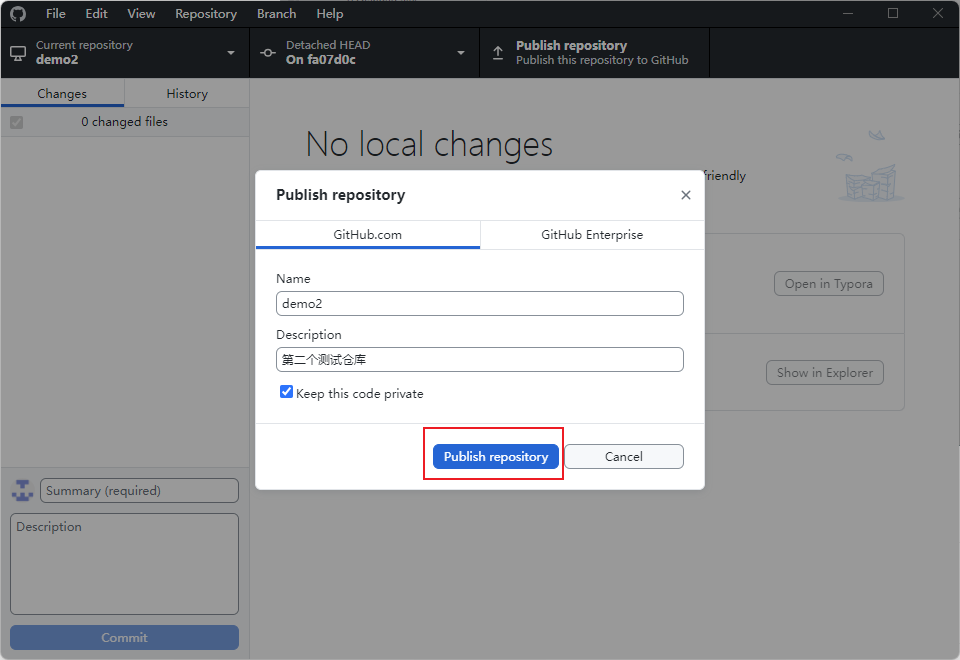 File Edit View Repository Branch Help
Current repository
demo2
Detached HEAD
On fa07d0c
Publish repository
Publish this repository to GitHub
Changes
History
0 changed files
No local changes
friendly
Publish repository
GitHub.com
GitHub Enterprise
Name
demo2
Description
第二个测试仓库
Keep this code private
Publish repository
Cancel
Open in Typora
Show in Explorer
Summary (required)
Description
Commit